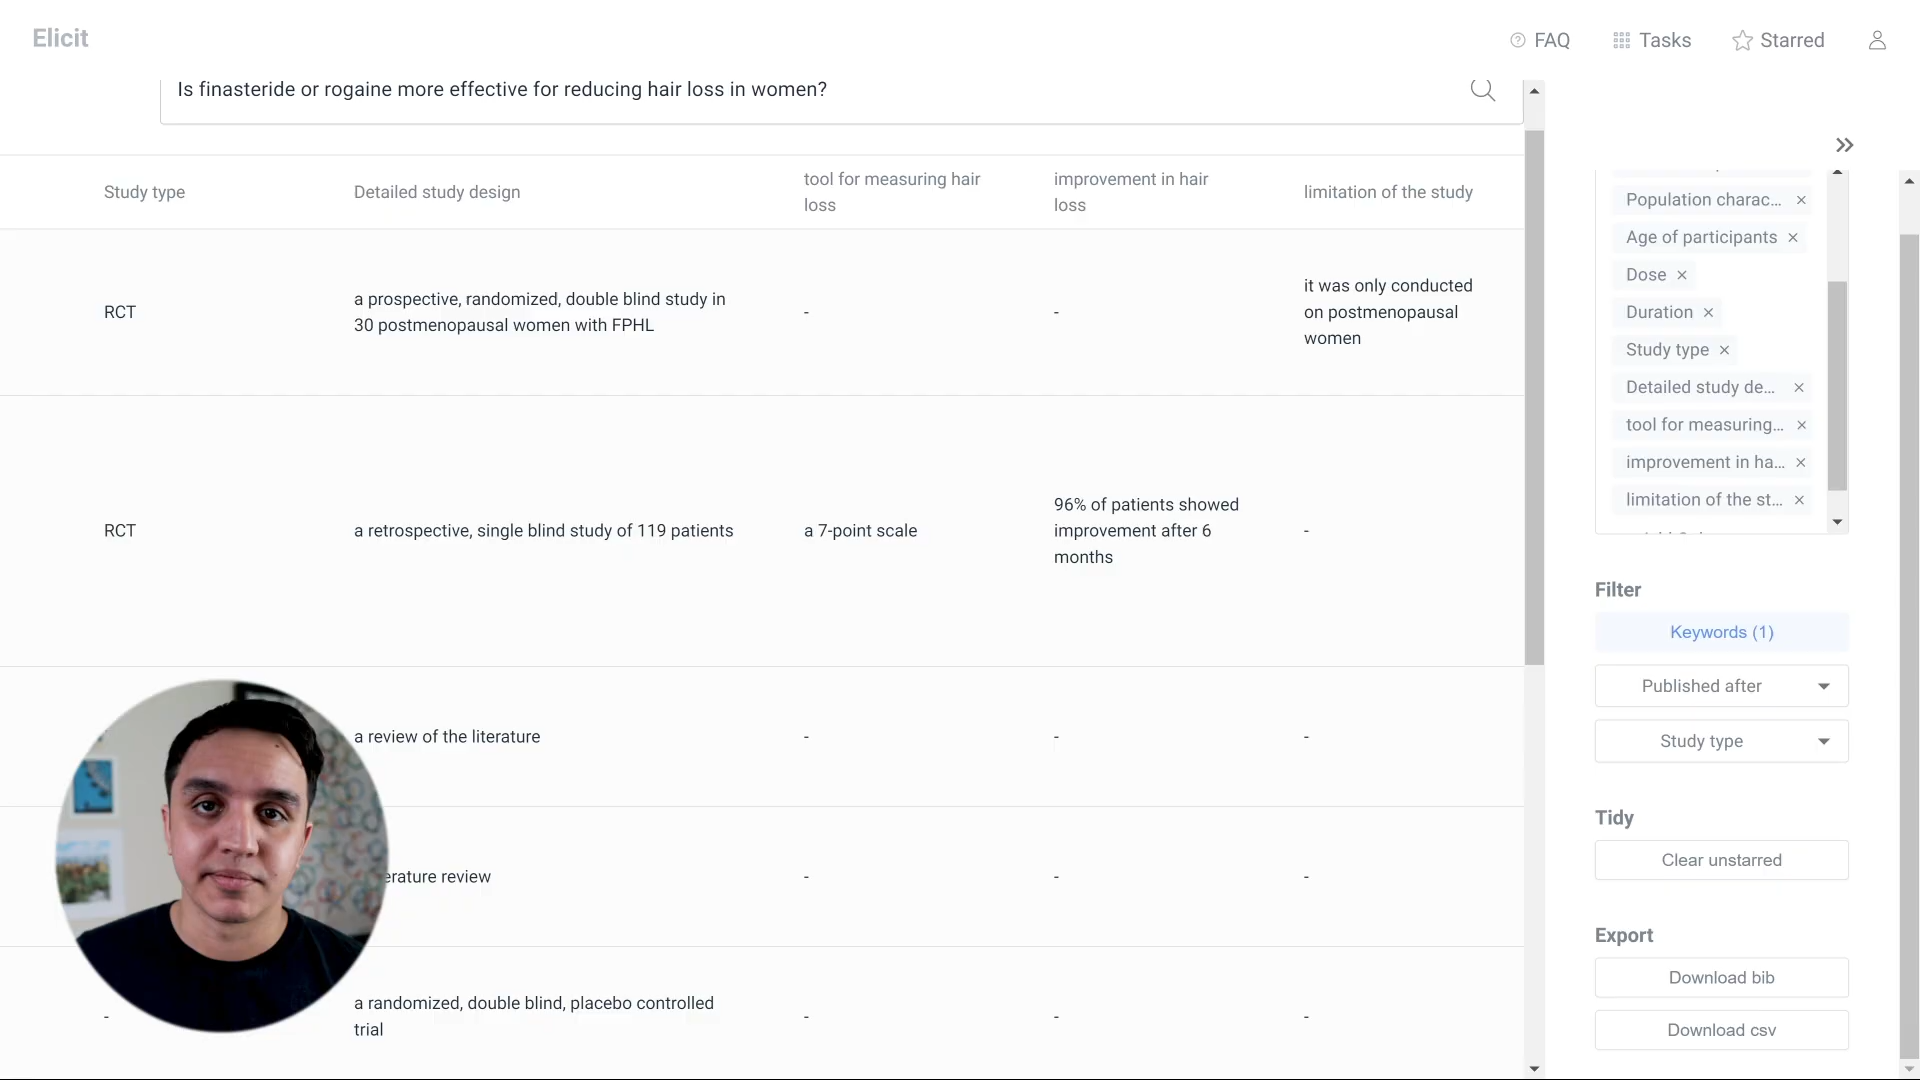 Elicit
FAQ
Tasks
Starred
Is finasteride or rogaine more effective for reducing hair loss in women?
Study type
Detailed study design
tool for measuring hair
loss
improvement in hair
loss
limitation of the study
RCT
a prospective, randomized, double blind study in
30 postmenopausal women with FPHL
-
-
it was only conducted
on postmenopausal
women
RCT
a retrospective, single blind study of 119 patients
a 7-point scale
96% of patients showed
improvement after 6
months
-
a review of the literature
-
-
-
erature review
-
-
-
-
a randomized, double blind, placebo controlled
trial
-
-
-
Population charac...
Age of participants
Dose
Duration
Study type
Detailed study de...
tool for measuring...
improvement in ha...
limitation of the st...
Filter
Keywords (1)
Published after
Study type
Tidy
Clear unstarred
Export
Download bib
Download csv